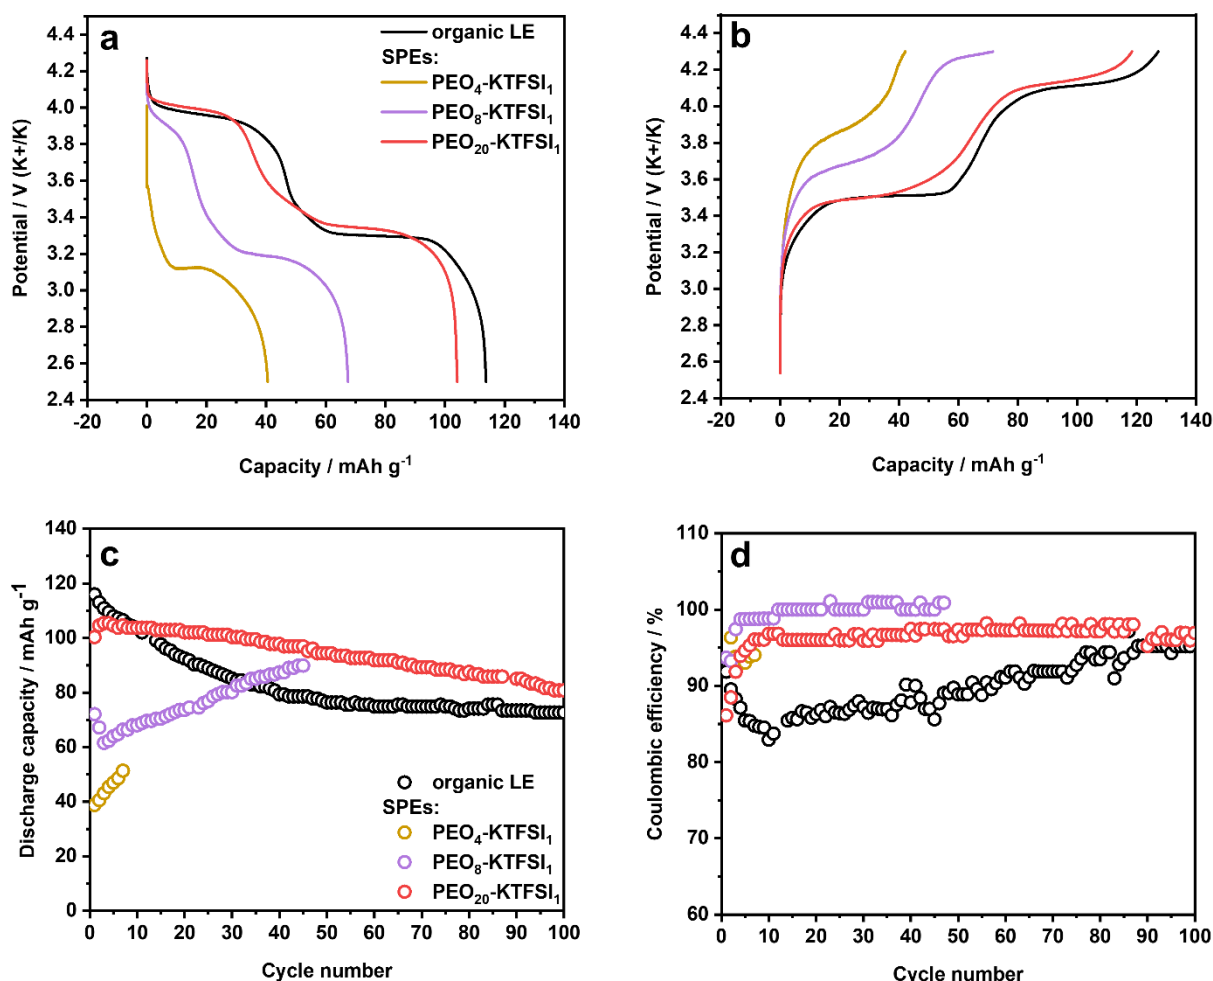 a
organic LE
SPEs:
PEO₄-KTFSI₁
PEO₈-KTFSI₁
PEO₂₀-KTFSI₁
4.4
4.2
4.0
3.8
3.6
3.4
3.2
3.0
2.8
2.6
2.4
Potential / V (K+/K)
-20 0 20 40 60 80 100 120 140
Capacity / mAh g⁻¹
b
4.4
4.2
4.0
3.8
3.6
3.4
3.2
3.0
2.8
2.6
2.4
Potential / V (K+/K)
-20 0 20 40 60 80 100 120 140
Capacity / mAh g⁻¹
c
140
120
100
80
60
40
20
0
Discharge capacity / mAh g⁻¹
organic LE
SPEs:
PEO₄-KTFSI₁
PEO₈-KTFSI₁
PEO₂₀-KTFSI₁
0 10 20 30 40 50 60 70 80 90 100
Cycle number
d
110
100
90
80
70
60
Coulombic efficiency / %
0 10 20 30 40 50 60 70 80 90 100
Cycle number